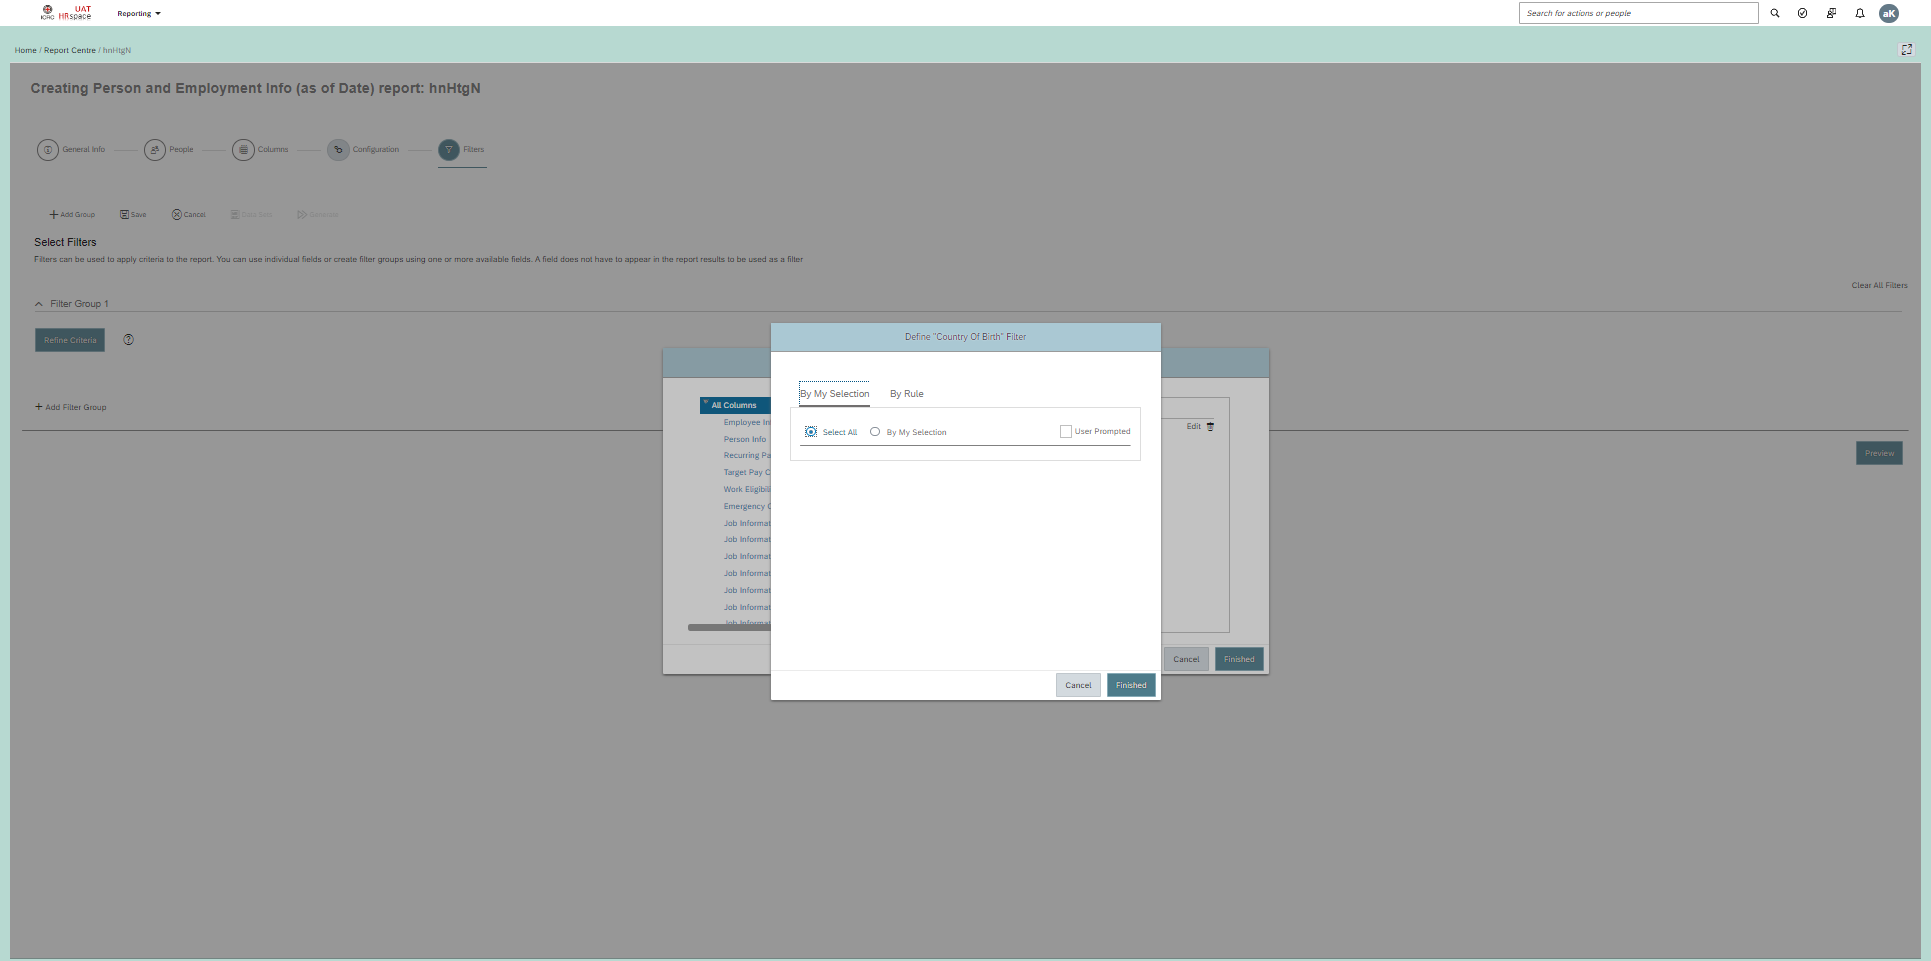 UAT
ICRC HRspace
Reporting
Search for actions or people
aK
Home / Report Centre / hnHtgN
Creating Person and Employment Info (as of Date) report: hnHtgN
General Info
People
Columns
Configuration
Filters
Add Group
Save
Cancel
Generate
Select Filters
Filters can be used to apply criteria to the report. You can use individual fields or create filter groups using one or more available fields. A field does not have to appear in the report results to be used as a filter
Clear All Filters
Filter Group 1
Refine Criteria
Add Filter Group
Preview
Define "Country Of Birth" Filter
By My Selection
By Rule
Select All
By My Selection
User Prompted
Cancel
Finished
All Columns
Employee In
Person Info
Recurring Pa
Target Pay C
Work Eligibil
Emergency C
Job Informat
Job Informat
Job Informat
Job Informat
Job Informat
Job Informat
Job Informat
Edit
Cancel
Finished